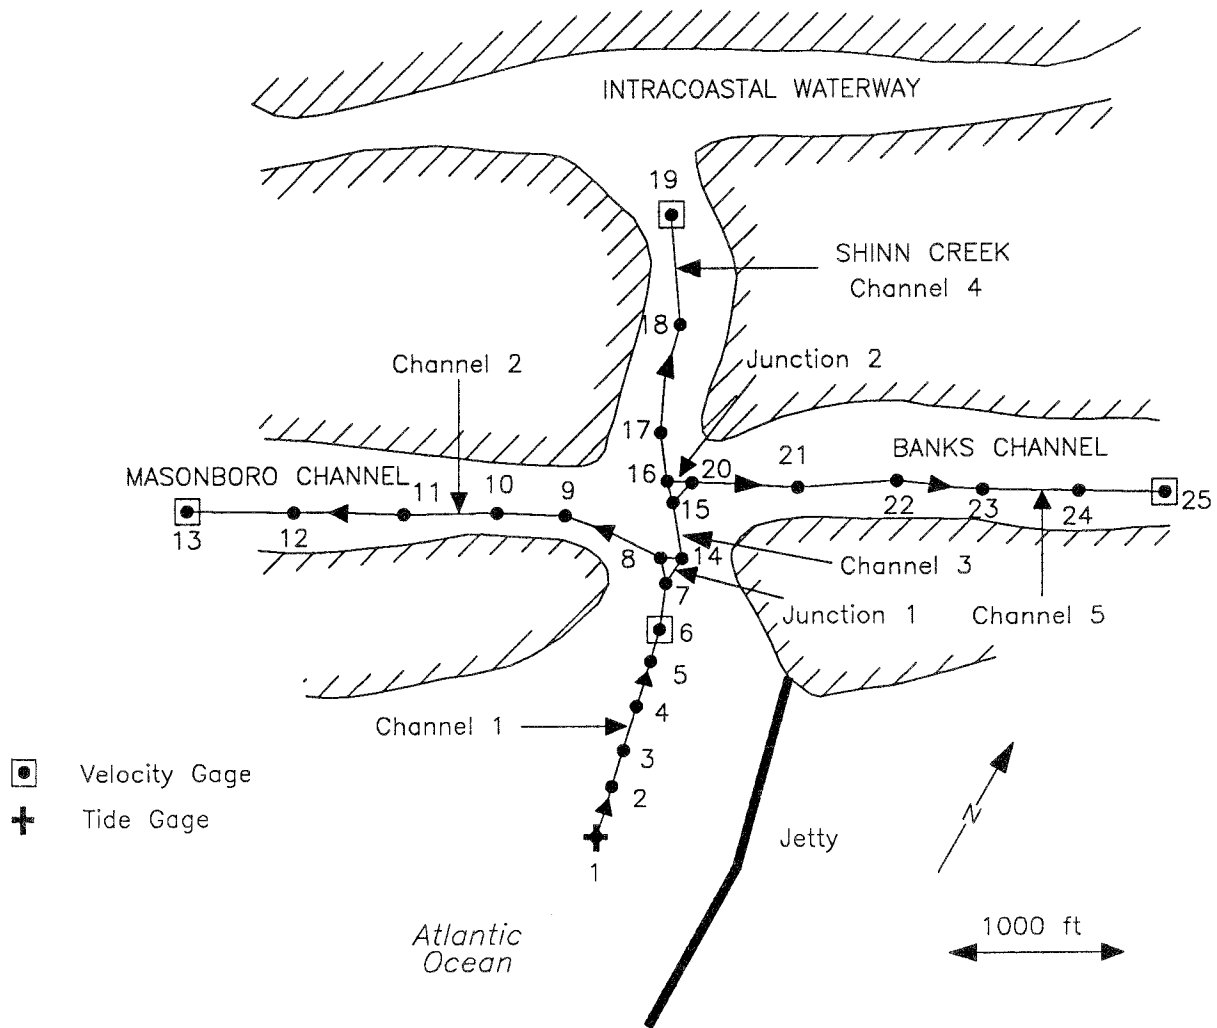 INTRACOASTAL WATERWAY
19
SHINN CREEK
Channel 4
18
Junction 2
Channel 2
17
BANKS CHANNEL
MASONBORO CHANNEL
16
20
21
11
10
9
15
22
23
24
25
13
12
8
14
Channel 3
7
Junction 1
Channel 5
6
5
4
Channel 1
3
2
Velocity Gage
Tide Gage
1
N
Jetty
Atlantic
Ocean
1000 ft